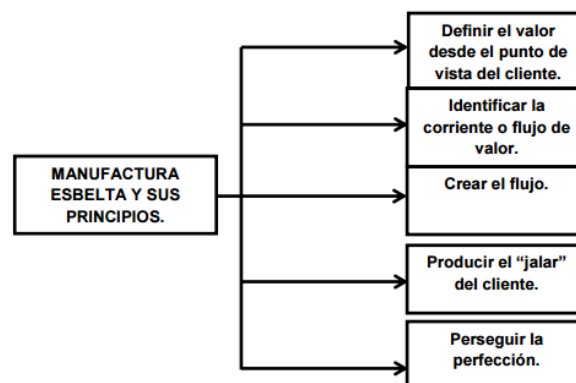 MANUFACTURA
ESBELTA Y SUS
PRINCIPIOS.
Definir el valor
desde el punto de
vista del cliente.
Identificar la
corriente o flujo de
valor.
Crear el flujo.
Producir el “jalar”
del cliente.
Perseguir la
perfección.